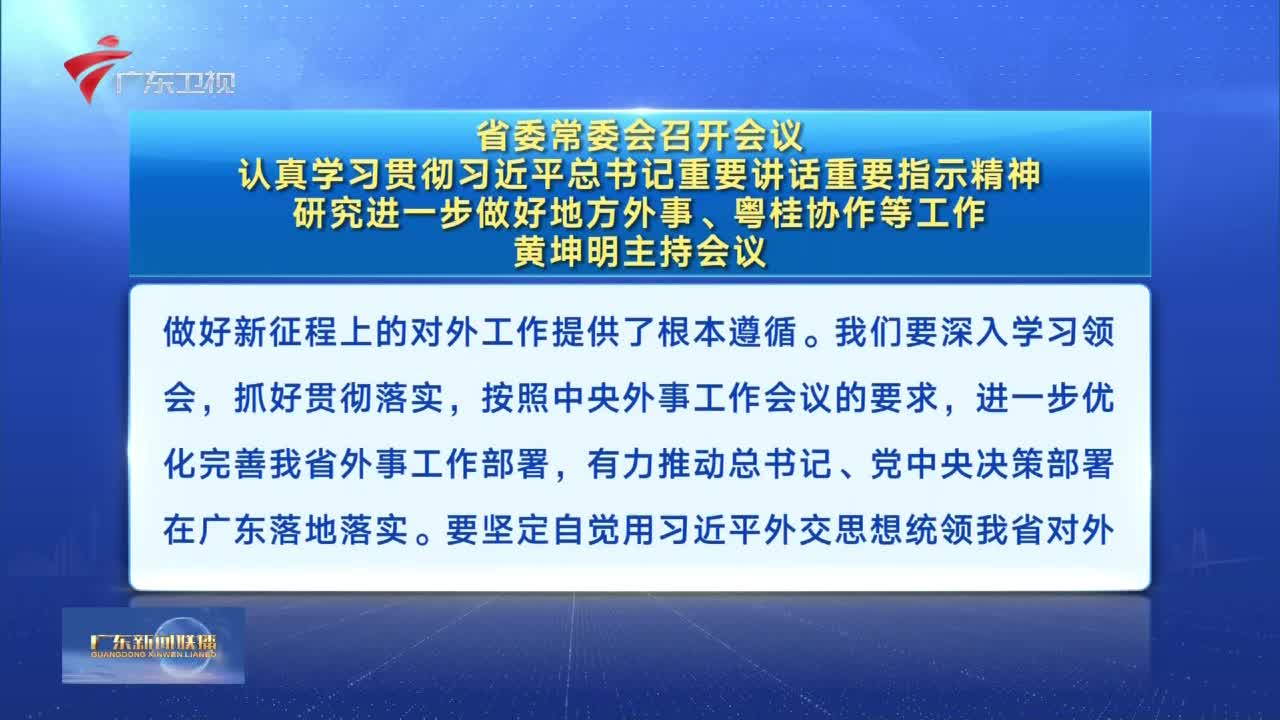 广东卫视
省委常委会召开会议
认真学习贯彻习近平总书记重要讲话重要指示精神
研究进一步做好地方外事、粤桂协作等工作
黄坤明主持会议
做好新征程上的对外工作提供了根本遵循。我们要深入学习领
会，抓好贯彻落实，按照中央外事工作会议的要求，进一步优
化完善我省外事工作部署，有力推动总书记、党中央决策部署
在广东落地落实。要坚定自觉用习近平外交思想统领我省对外
广东新闻联播
GUANGDONG XINWEN LIANBO